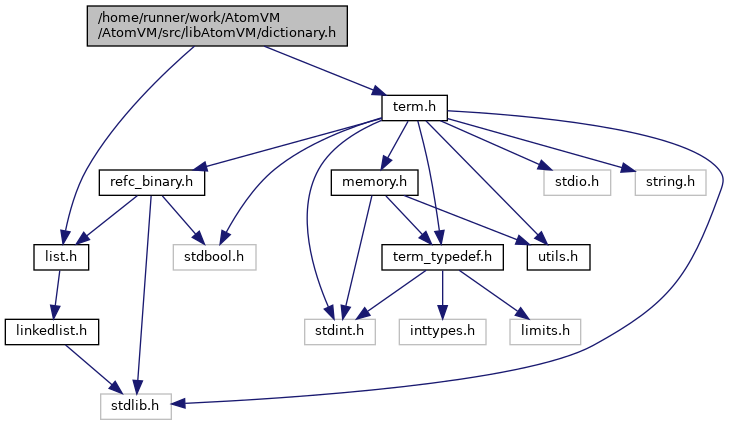 /home/runner/work/AtomVM
/AtomVM/src/libAtomVM/dictionary.h
term.h
refc_binary.h
memory.h
stdio.h
string.h
list.h
stdbool.h
term_typedef.h
utils.h
linkedlist.h
stdint.h
inttypes.h
limits.h
stdlib.h